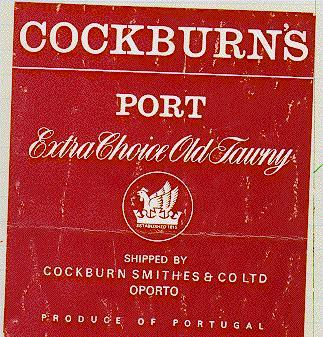 COCKBURN'S
PORT
Extra Choice Old Tawny
ESTABLISHED 1815
SHIPPED BY
COCKBURN SMITHES & CO LTD
OPORTO
PRODUCE OF PORTUGAL